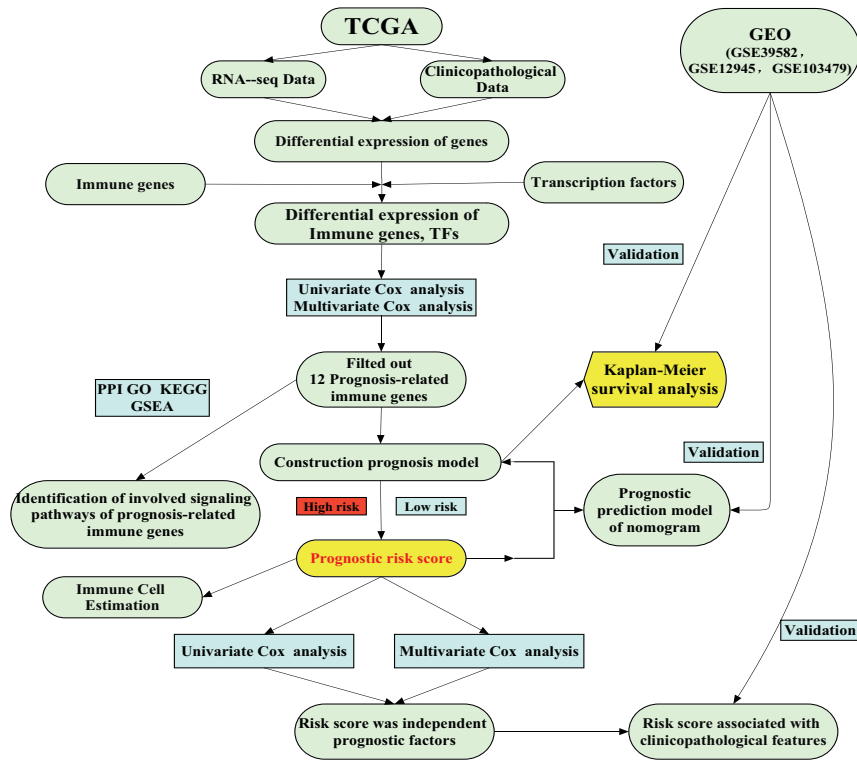 TCGA
GEO
(GSE39582，
GSE12945，GSE103479)
RNA--seq Data
Clinicopathological
Data
Differential expression of genes
Immune genes
Transcription factors
Differential expression of
Immune genes, TFs
Validation
Univariate Cox analysis
Multivariate Cox analysis
Filted out
12 Prognosis-related
immune genes
Kaplan-Meier
survival analysis
PPI GO KEGG
GSEA
Construction prognosis model
Validation
Identification of involved signaling
pathways of prognosis-related
immune genes
High risk
Low risk
Prognostic
prediction model
of nomogram
Prognostic risk score
Immune Cell
Estimation
Validation
Univariate Cox analysis
Multivariate Cox analysis
Risk score was independent
prognostic factors
Risk score associated with
clinicopathological features